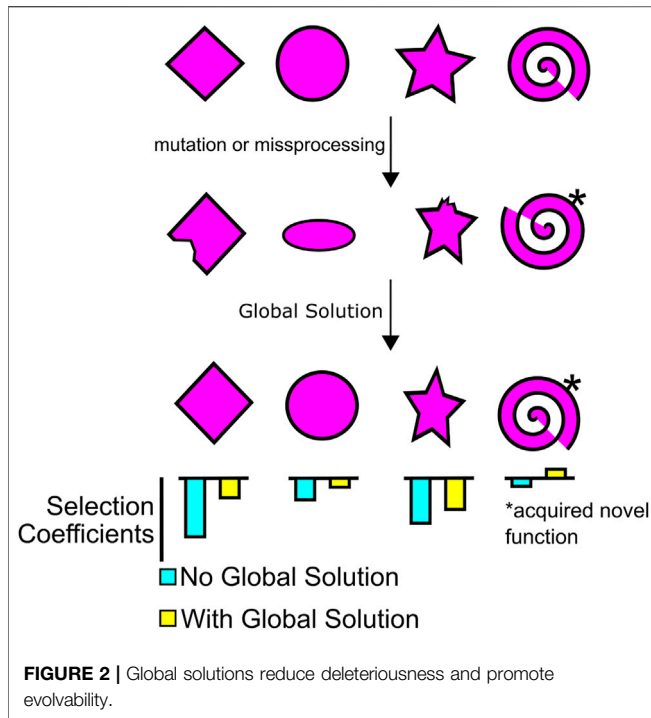 mutation or missprocessing
*
Global Solution
*
Selection
Coefficients
*acquired novel
function
No Global Solution
With Global Solution
FIGURE 2 | Global solutions reduce deleteriousness and promote
evolvability.